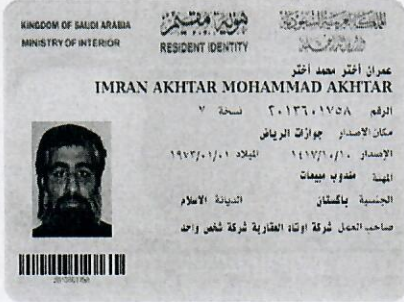 KINGDOM OF SAUDI ARABIA
MINISTRY OF INTERIOR
هوية مقيم
RESIDENT IDENTITY
المملكة العربية السعودية
وزارة الداخلية
عمران أختر محمد أختر
IMRAN AKHTAR MOHAMMAD AKHTAR
الرقم ٢٠١٣٦٠١٧٥٨ نسخة ٧
مكان الاصدار جوازات الرياض
الإصدار ١٤١٧/١٠/١٠ الميلاد ١٩٧٣/٠١/٠١
المهنة مندوب مبيعات
الجنسية باكستان الديانة الاسلام
صاحب العمل شركة اوتاد العقارية شركة شخص واحد
2013601758